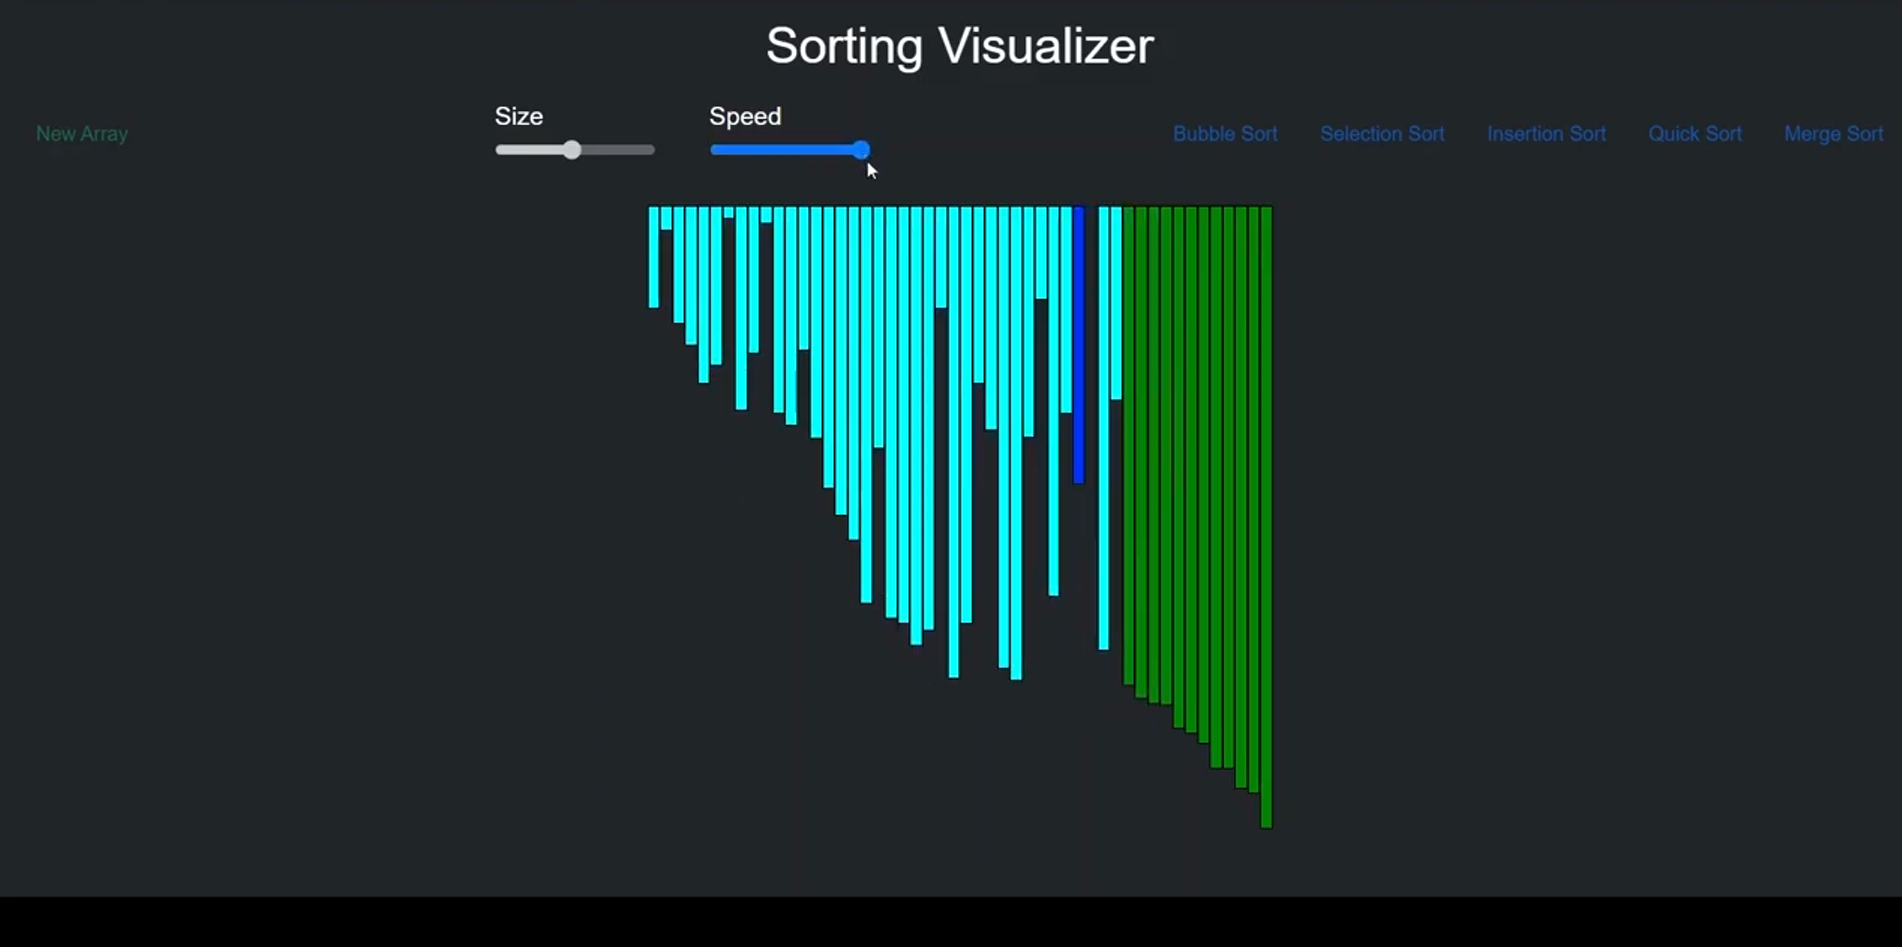 Sorting Visualizer
New Array
Size
Speed
Bubble Sort
Selection Sort
Insertion Sort
Quick Sort
Merge Sort